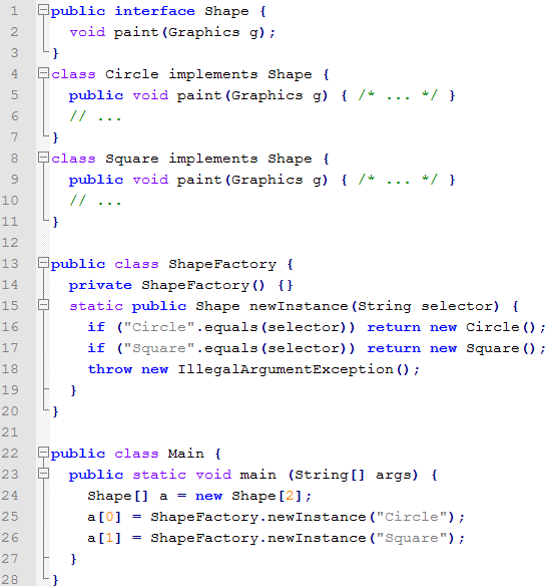 1 public interface Shape {
2 void paint(Graphics g);
3 }
4 class Circle implements Shape {
5 public void paint(Graphics g) { /* ... */ }
6 // ...
7 }
8 class Square implements Shape {
9 public void paint(Graphics g) { /* ... */ }
10 // ...
11 }
12
13 public class ShapeFactory {
14 private ShapeFactory() {}
15 static public Shape newInstance(String selector) {
16 if ("Circle".equals(selector)) return new Circle();
17 if ("Square".equals(selector)) return new Square();
18 throw new IllegalArgumentException();
19 }
20 }
21
22 public class Main {
23 public static void main (String[] args) {
24 Shape[] a = new Shape[2];
25 a[0] = ShapeFactory.newInstance("Circle");
26 a[1] = ShapeFactory.newInstance("Square");
27 }
28 }